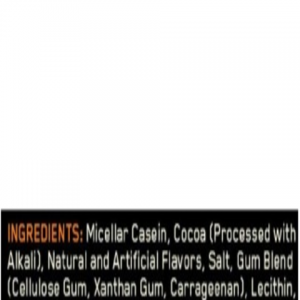 INGREDIENTS: Micellar Casein, Cocoa (Processed with
Alkali), Natural and Artificial Flavors, Salt, Gum Blend
(Cellulose Gum, Xanthan Gum, Carrageenan), Lecithin,